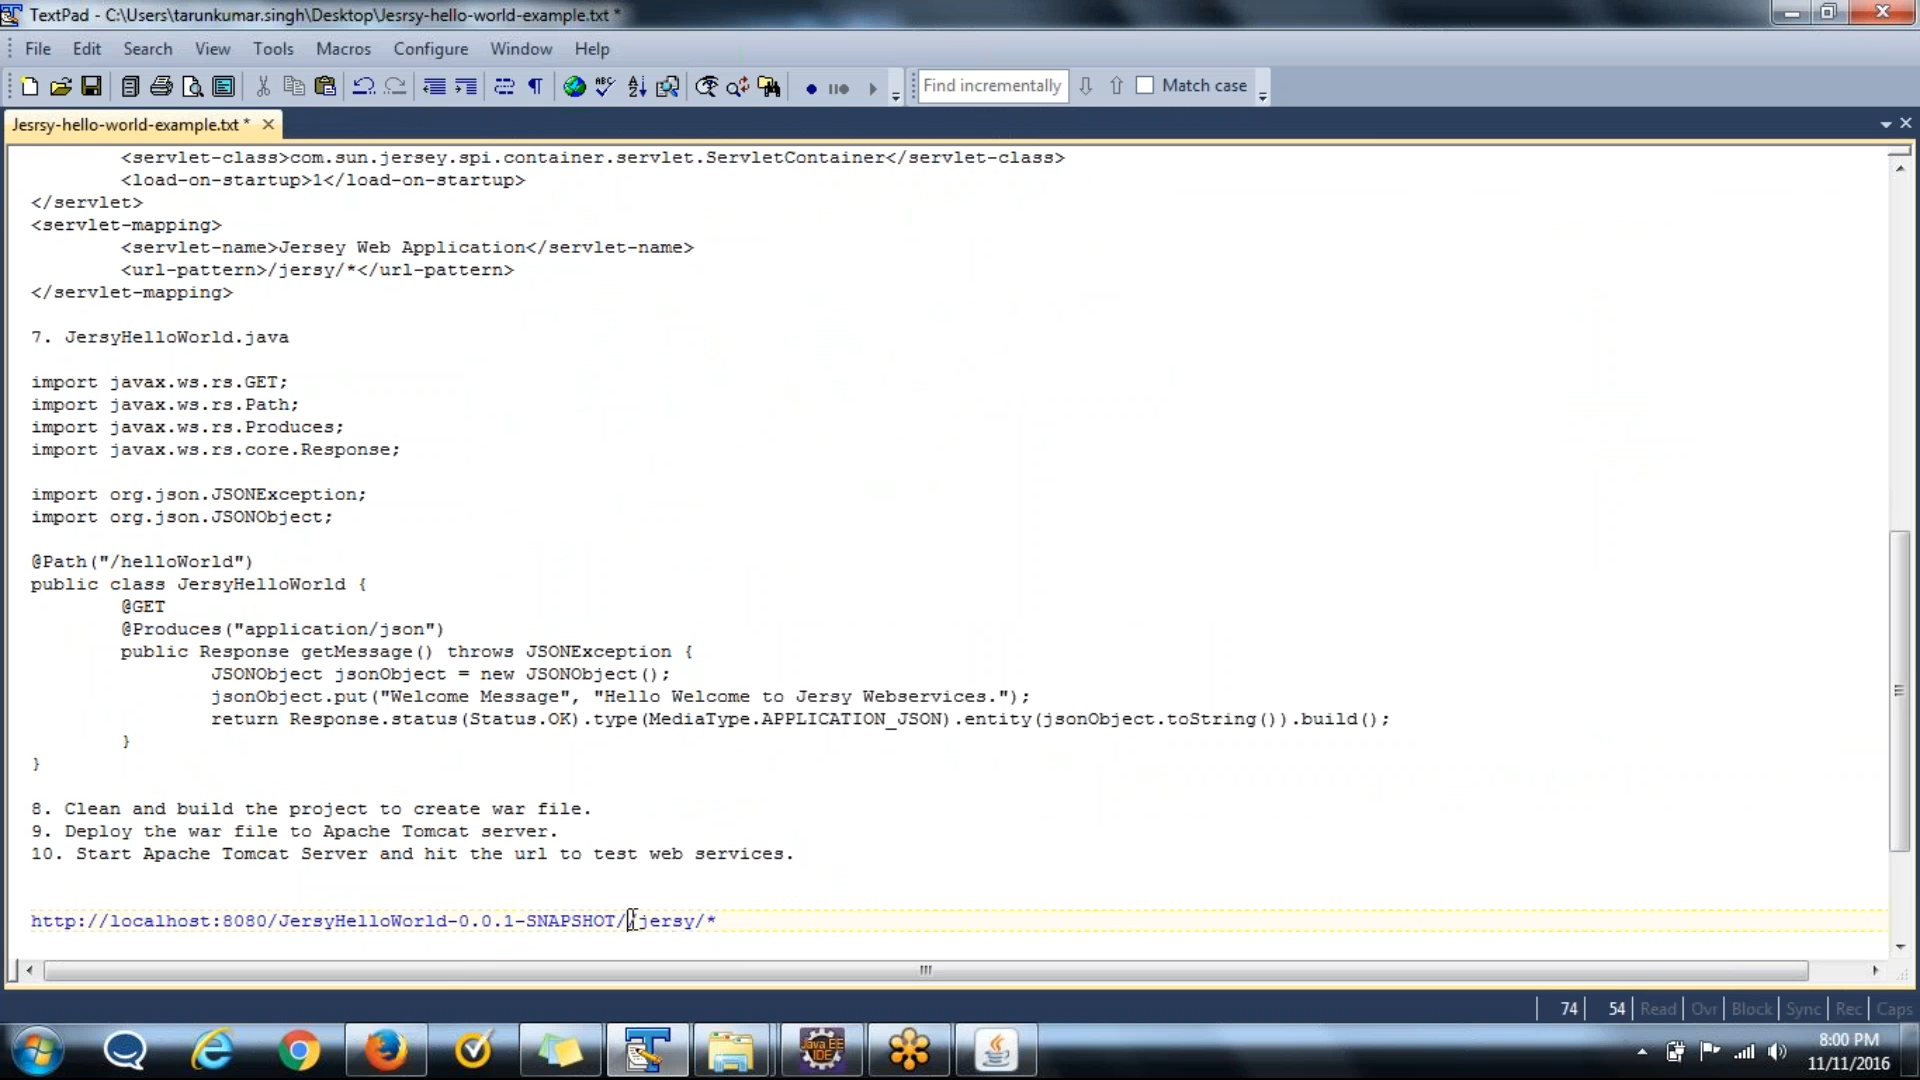 TextPad - C:\Users\tarunkumar.singh\Desktop\Jesrsy-hello-world-example.txt *
File Edit Search View Tools Macros Configure Window Help
Find incrementally Match case
Jesrsy-hello-world-example.txt *
<servlet-class>com.sun.jersey.spi.container.servlet.ServletContainer</servlet-class>
<load-on-startup>1</load-on-startup>
</servlet>
<servlet-mapping>
<servlet-name>Jersey Web Application</servlet-name>
<url-pattern>/jersy/*</url-pattern>
</servlet-mapping>
7. JersyHelloWorld.java
import javax.ws.rs.GET;
import javax.ws.rs.Path;
import javax.ws.rs.Produces;
import javax.ws.rs.core.Response;
import org.json.JSONException;
import org.json.JSONObject;
@Path("/helloWorld")
public class JersyHelloWorld {
@GET
@Produces("application/json")
public Response getMessage() throws JSONException {
JSONObject jsonObject = new JSONObject();
jsonObject.put("Welcome Message", "Hello Welcome to Jersy Webservices.");
return Response.status(Status.OK).type(MediaType.APPLICATION_JSON).entity(jsonObject.toString()).build();
}
}
8. Clean and build the project to create war file.
9. Deploy the war file to Apache Tomcat server.
10. Start Apache Tomcat Server and hit the url to test web services.
http://localhost:8080/JersyHelloWorld-0.0.1-SNAPSHOT//jersy/*
74 54 Read Ovr Block Sync Rec Caps
Java EE
IDE
8:00 PM
11/11/2016